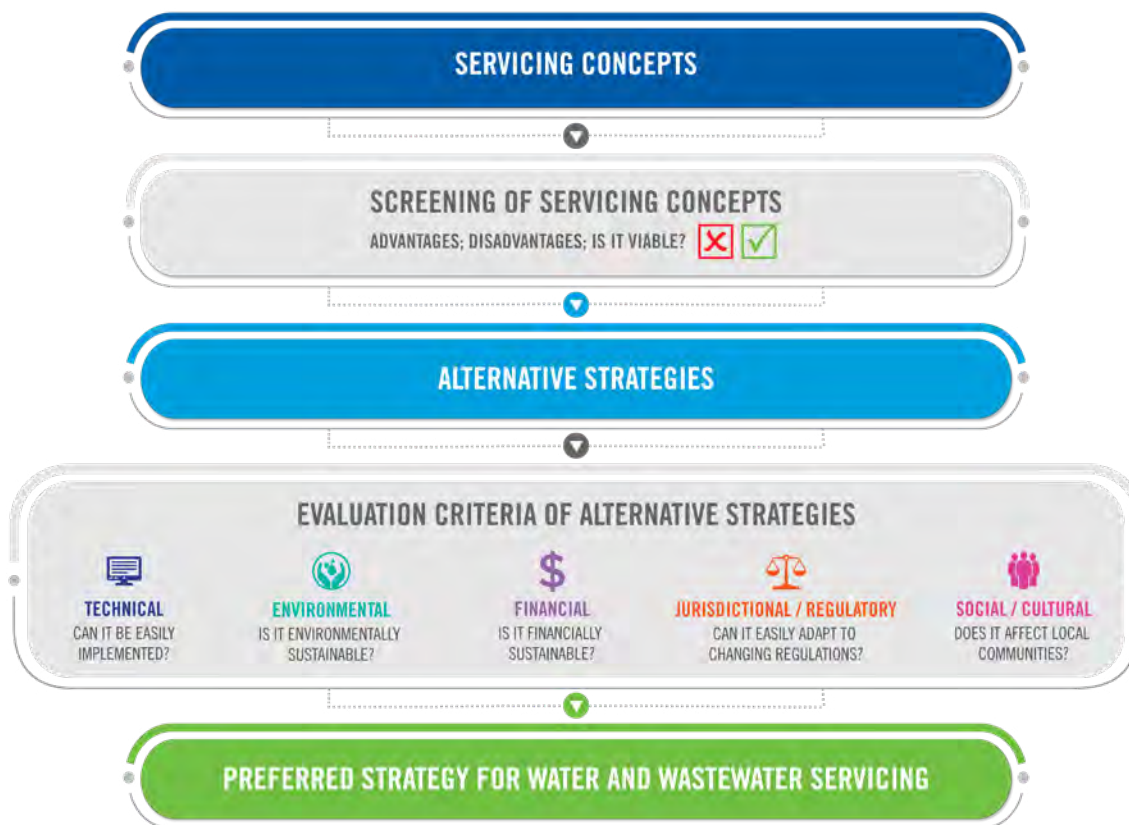 SERVICING CONCEPTS
SCREENING OF SERVICING CONCEPTS
ADVANTAGES; DISADVANTAGES; IS IT VIABLE?
ALTERNATIVE STRATEGIES
EVALUATION CRITERIA OF ALTERNATIVE STRATEGIES
$
TECHNICAL
CAN IT BE EASILY
IMPLEMENTED?
ENVIRONMENTAL
IS IT ENVIRONMENTALLY
SUSTAINABLE?
FINANCIAL
IS IT FINANCIALLY
SUSTAINABLE?
JURISDICTIONAL / REGULATORY
CAN IT EASILY ADAPT TO
CHANGING REGULATIONS?
SOCIAL / CULTURAL
DOES IT AFFECT LOCAL
COMMUNITIES?
PREFERRED STRATEGY FOR WATER AND WASTEWATER SERVICING